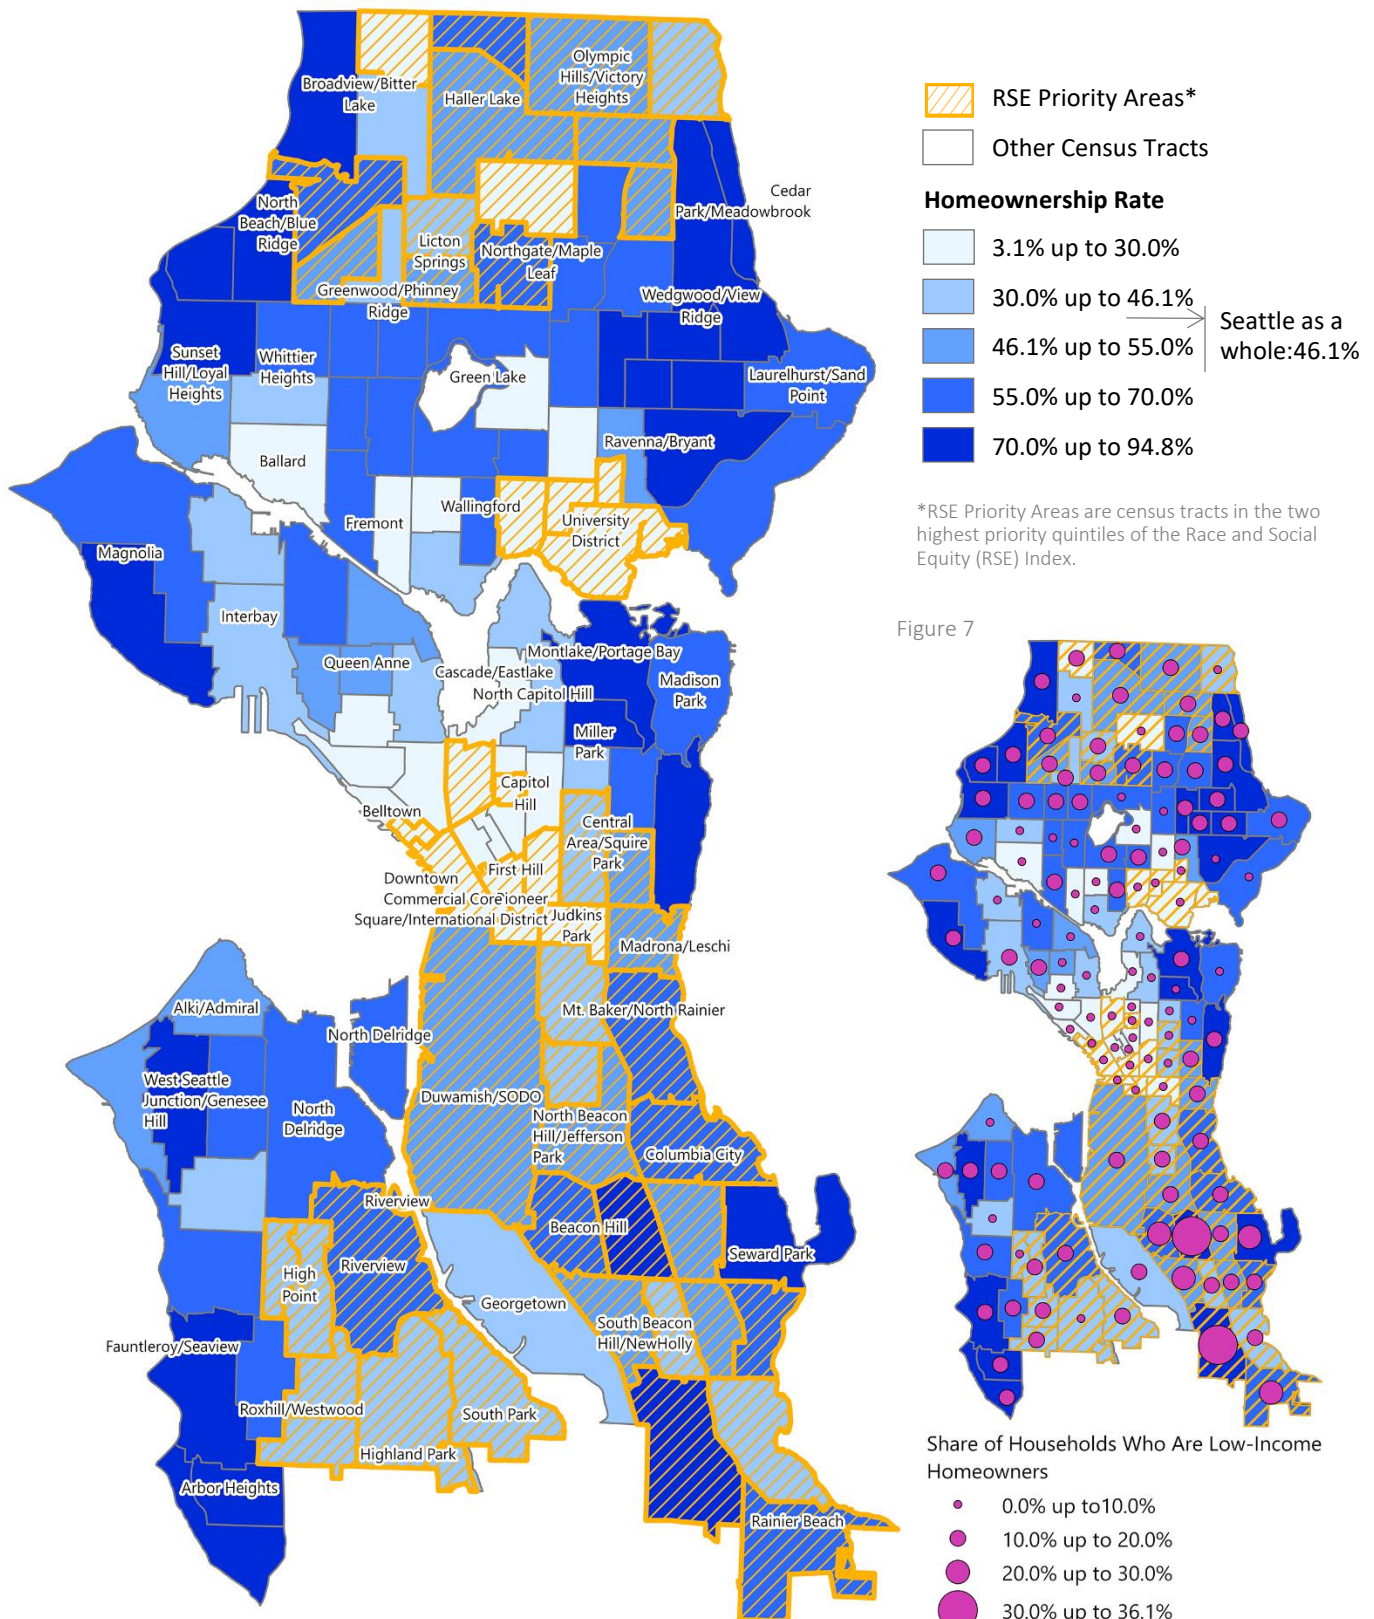 Broadview/Bitter
Lake
Haller Lake
Olympic
Hills/Victory
Heights
North
Beach/Blue
Ridge
Licton
Springs
Northgate/Maple
Leaf
Cedar
Park/Meadowbrook
Greenwood/Phinney
Ridge
Wedgwood/View
Ridge
Sunset
Hill/Loyal
Heights
Whittier
Heights
Green Lake
Laurelhurst/Sand
Point
Ballard
Ravenna/Bryant
Fremont
Wallingford
University
District
Magnolia
Interbay
Queen Anne
Cascade/Eastlake
Montlake/Portage Bay
North Capitol Hill
Madison
Park
Miller
Park
Capitol
Hill
Belltown
Central
Area/Squire
Park
First Hill
Downtown
Commercial Core
Pioneer
Square/International District
Judkins
Park
Madrona/Leschi
Alki/Admiral
North Delridge
Mt. Baker/North Rainier
West Seattle
Junction/Genesee
Hill
North
Delridge
Duwamish/SODO
North Beacon
Hill/Jefferson
Park
Columbia City
Riverview
Beacon Hill
Seward Park
High
Point
Riverview
Georgetown
South Beacon
Hill/NewHolly
Fauntleroy/Seaview
Roxhill/Westwood
South Park
Highland Park
Arbor Heights
Rainier Beach
RSE Priority Areas*
Other Census Tracts
Homeownership Rate
3.1% up to 30.0%
30.0% up to 46.1%
46.1% up to 55.0%
55.0% up to 70.0%
70.0% up to 94.8%
Seattle as a
whole:46.1%
*RSE Priority Areas are census tracts in the two
highest priority quintiles of the Race and Social
Equity (RSE) Index.
Figure 7
Share of Households Who Are Low-Income
Homeowners
0.0% up to10.0%
10.0% up to 20.0%
20.0% up to 30.0%
30.0% up to 36.1%